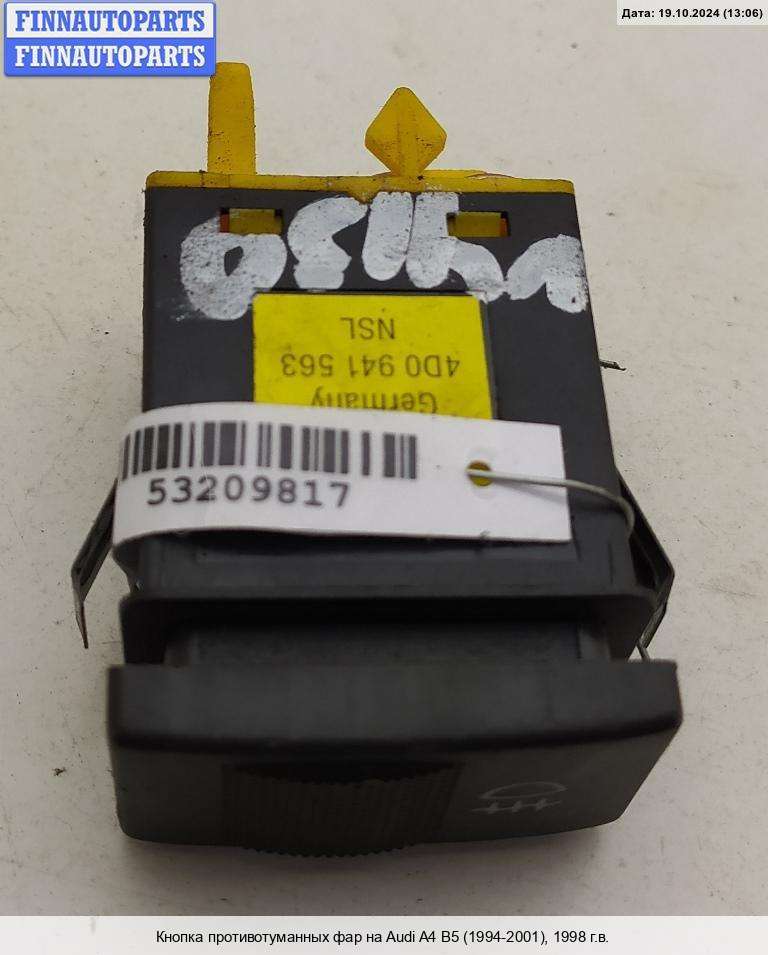 FINNAUTOPARTS
FINNAUTOPARTS
Дата: 19.10.2024 (13:06)
NSL
4D0 941 563
Germany
53209817
Кнопка противотуманных фар на Audi A4 B5 (1994-2001), 1998 г.в.